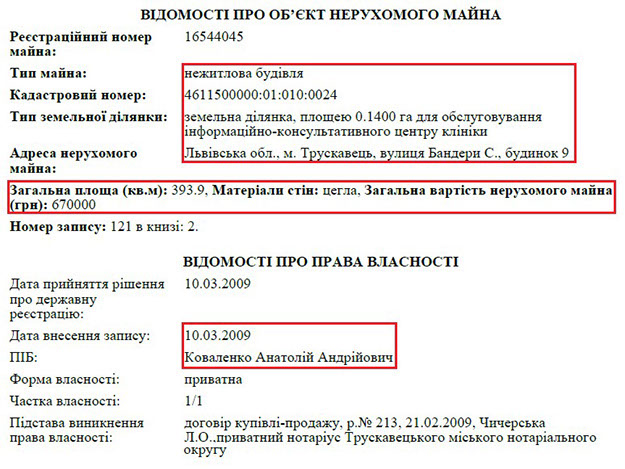 ВІДОМОСТІ ПРО ОБ’ЄКТ НЕРУХОМОГО МАЙНА
Реєстраційний номер майна: 16544045
Тип майна: нежитлова будівля
Кадастровий номер: 4611500000:01:010:0024
Тип земельної ділянки: земельна ділянка, площею 0.1400 га для обслуговування
інформаційно-консультативного центру клініки
Адреса нерухомого майна: Львівська обл., м. Трускавець, вулиця Бандери С., будинок 9
Загальна площа (кв.м): 393.9, Матеріали стін: цегла, Загальна вартість нерухомого майна
(грн): 670000
Номер запису: 121 в книзі: 2.
ВІДОМОСТІ ПРО ПРАВА ВЛАСНОСТІ
Дата прийняття рішення про державну реєстрацію: 10.03.2009
Дата внесення запису: 10.03.2009
ПІБ: Коваленко Анатолій Андрійович
Форма власності: приватна
Частка власності: 1/1
Підстава виникнення права власності: договір купівлі-продажу, р.№ 213, 21.02.2009, Чичерська
Л.О.,приватний нотаріус Трускавецького міського нотаріального
округу